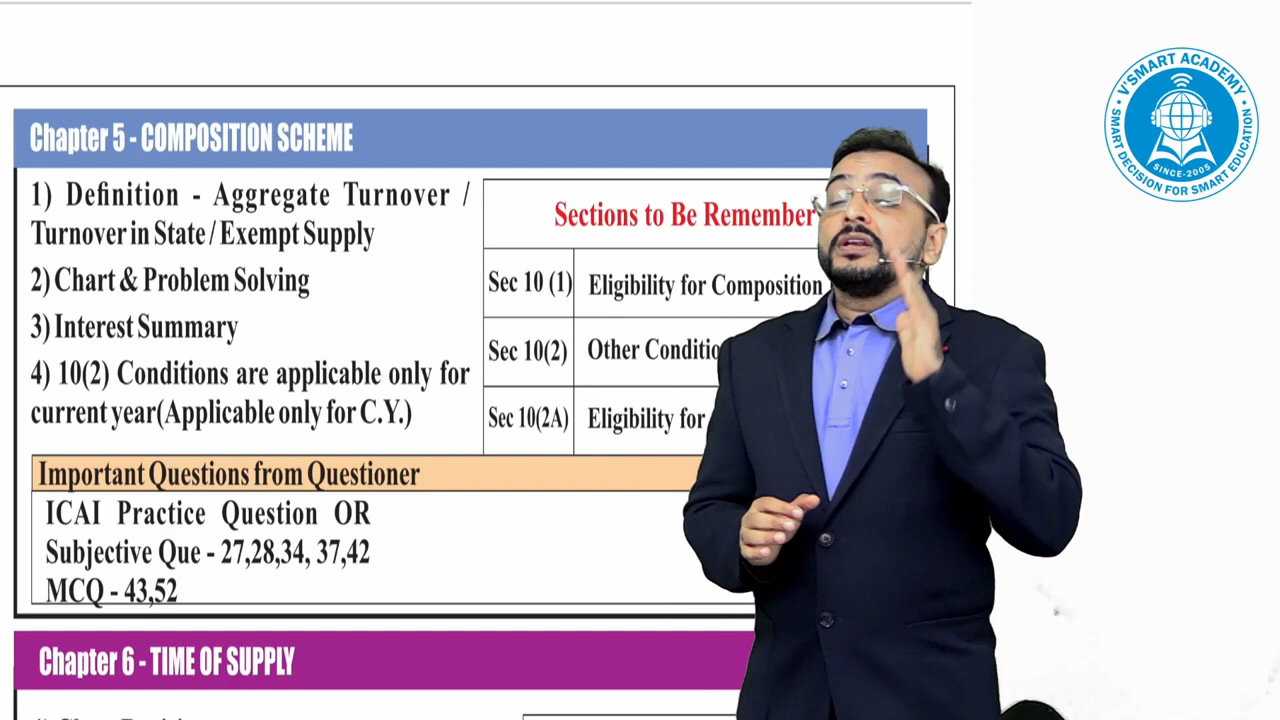 V'SMART ACADEMY
SMART DECISION FOR SMART EDUCATION
SINCE-2005
Chapter 5 - COMPOSITION SCHEME
1) Definition - Aggregate Turnover /
Turnover in State / Exempt Supply
2) Chart & Problem Solving
3) Interest Summary
4) 10(2) Conditions are applicable only for
current year(Applicable only for C.Y.)
Sections to Be Remember
Sec 10 (1) Eligibility for Composition
Sec 10(2) Other
Sec 10(2A) Eligibility for
Important Questions from Questioner
ICAI Practice Question OR
Subjective Que - 27,28,34, 37,42
MCQ - 43,52
Chapter 6 - TIME OF SUPPLY